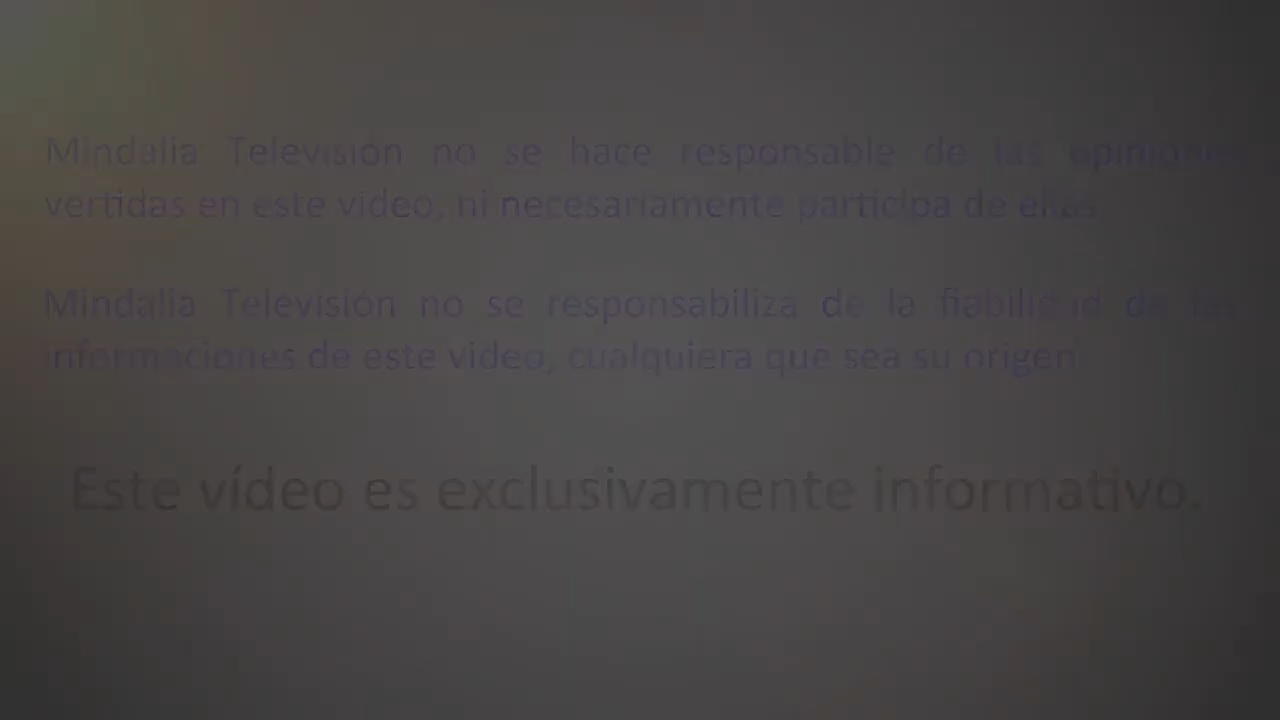 Mindalia Televisión no se hace responsable de las opiniones
vertidas en este video, ni necesariamente participa de ellas
Mindalia Televisión no se responsabiliza de la fiabilidad de las
informaciones de este video, cualquiera que sea su origen
Este vídeo es exclusivamente informativo.